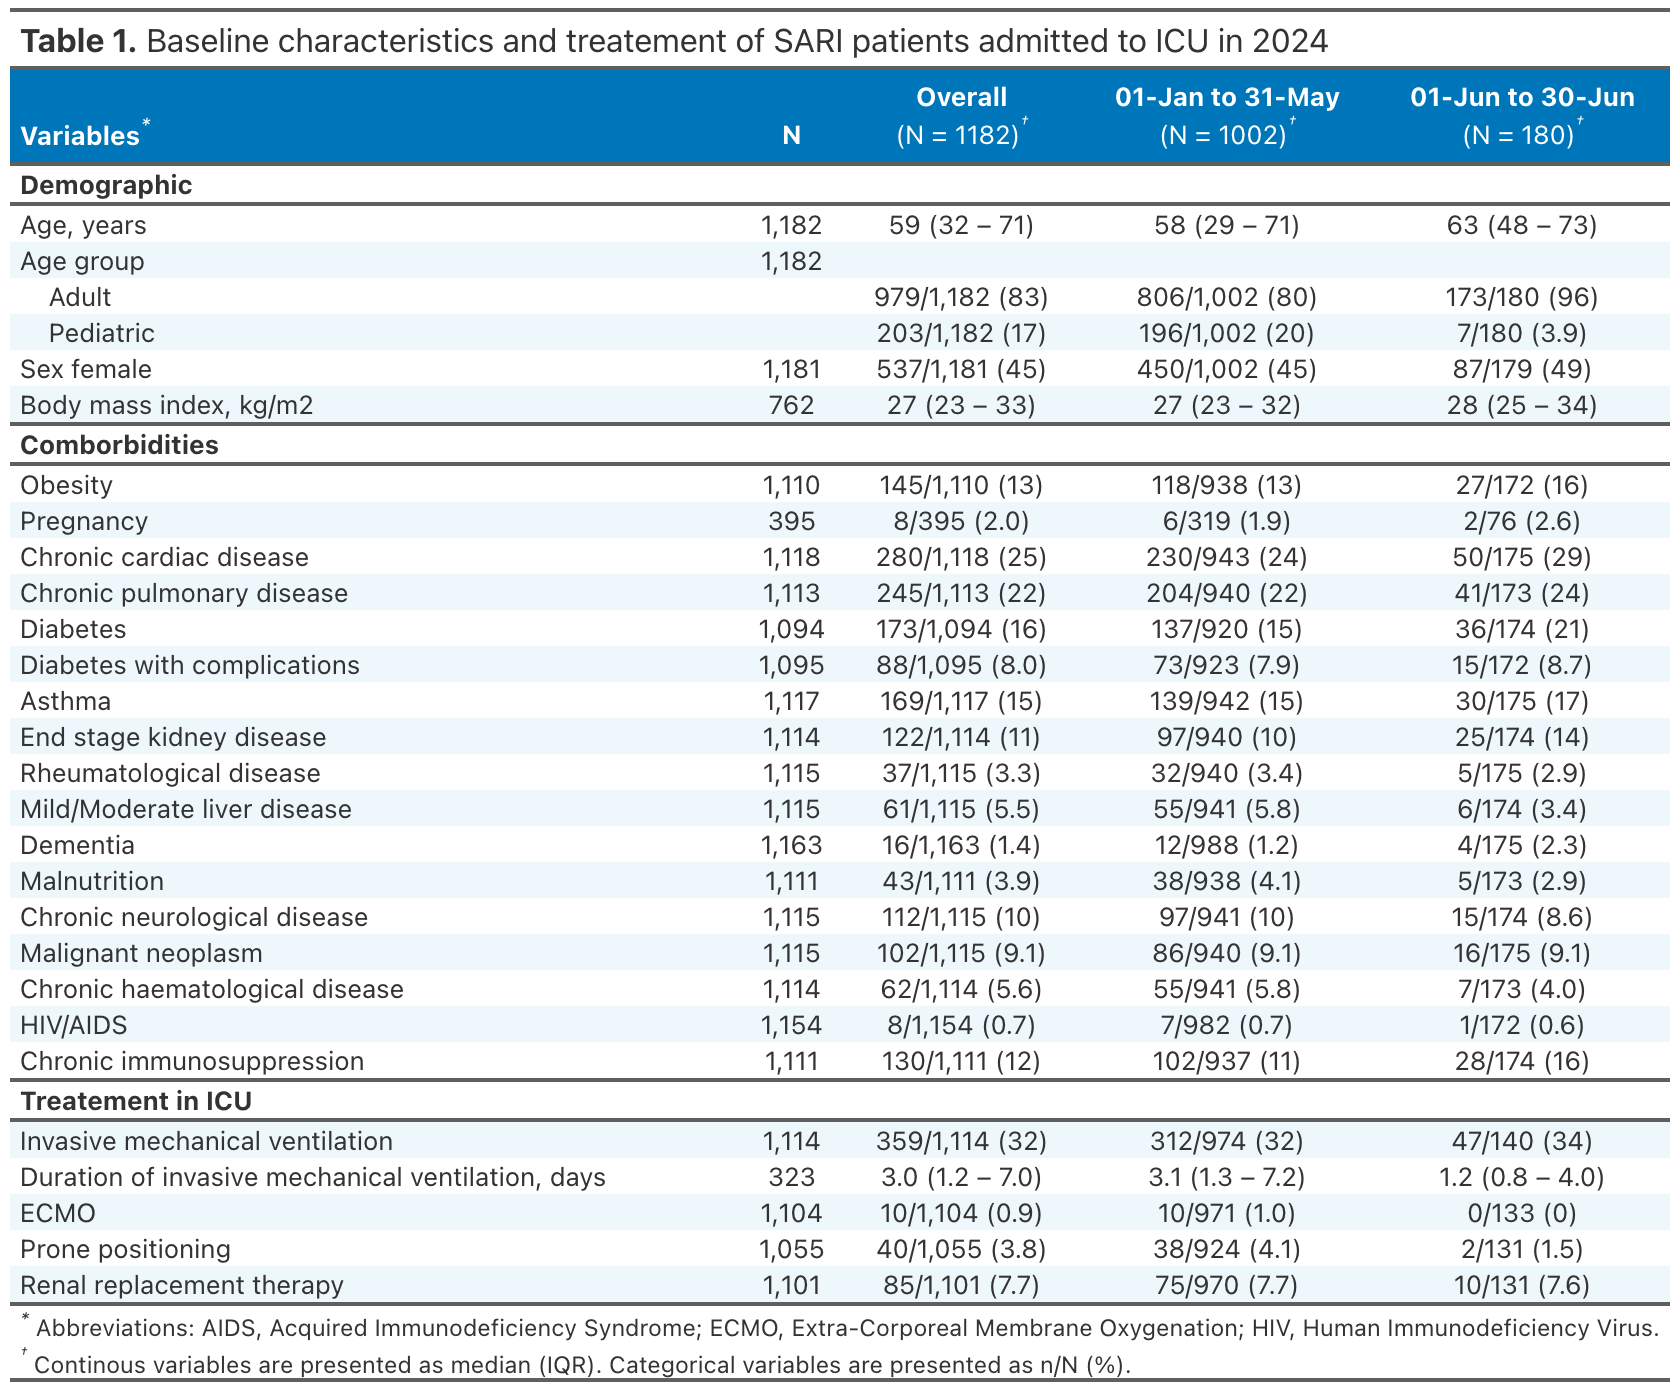 Table 1. Baseline characteristics and treatement of SARI patients admitted to ICU in 2024
Variables* N Overall (N = 1182)† 01-Jan to 31-May (N = 1002)† 01-Jun to 30-Jun (N = 180)†
Demographic
Age, years 1,182 59 (32 – 71) 58 (29 – 71) 63 (48 – 73)
Age group 1,182
Adult 979/1,182 (83) 806/1,002 (80) 173/180 (96)
Pediatric 203/1,182 (17) 196/1,002 (20) 7/180 (3.9)
Sex female 1,181 537/1,181 (45) 450/1,002 (45) 87/179 (49)
Body mass index, kg/m2 762 27 (23 – 33) 27 (23 – 32) 28 (25 – 34)
Comborbidities
Obesity 1,110 145/1,110 (13) 118/938 (13) 27/172 (16)
Pregnancy 395 8/395 (2.0) 6/319 (1.9) 2/76 (2.6)
Chronic cardiac disease 1,118 280/1,118 (25) 230/943 (24) 50/175 (29)
Chronic pulmonary disease 1,113 245/1,113 (22) 204/940 (22) 41/173 (24)
Diabetes 1,094 173/1,094 (16) 137/920 (15) 36/174 (21)
Diabetes with complications 1,095 88/1,095 (8.0) 73/923 (7.9) 15/172 (8.7)
Asthma 1,117 169/1,117 (15) 139/942 (15) 30/175 (17)
End stage kidney disease 1,114 122/1,114 (11) 97/940 (10) 25/174 (14)
Rheumatological disease 1,115 37/1,115 (3.3) 32/940 (3.4) 5/175 (2.9)
Mild/Moderate liver disease 1,115 61/1,115 (5.5) 55/941 (5.8) 6/174 (3.4)
Dementia 1,163 16/1,163 (1.4) 12/988 (1.2) 4/175 (2.3)
Malnutrition 1,111 43/1,111 (3.9) 38/938 (4.1) 5/173 (2.9)
Chronic neurological disease 1,115 112/1,115 (10) 97/941 (10) 15/174 (8.6)
Malignant neoplasm 1,115 102/1,115 (9.1) 86/940 (9.1) 16/175 (9.1)
Chronic haematological disease 1,114 62/1,114 (5.6) 55/941 (5.8) 7/173 (4.0)
HIV/AIDS 1,154 8/1,154 (0.7) 7/982 (0.7) 1/172 (0.6)
Chronic immunosuppression 1,111 130/1,111 (12) 102/937 (11) 28/174 (16)
Treatement in ICU
Invasive mechanical ventilation 1,114 359/1,114 (32) 312/974 (32) 47/140 (34)
Duration of invasive mechanical ventilation, days 323 3.0 (1.2 – 7.0) 3.1 (1.3 – 7.2) 1.2 (0.8 – 4.0)
ECMO 1,104 10/1,104 (0.9) 10/971 (1.0) 0/133 (0)
Prone positioning 1,055 40/1,055 (3.8) 38/924 (4.1) 2/131 (1.5)
Renal replacement therapy 1,101 85/1,101 (7.7) 75/970 (7.7) 10/131 (7.6)
* Abbreviations: AIDS, Acquired Immunodeficiency Syndrome; ECMO, Extra-Corporeal Membrane Oxygenation; HIV, Human Immunodeficiency Virus.
† Continous variables are presented as median (IQR). Categorical variables are presented as n/N (%).